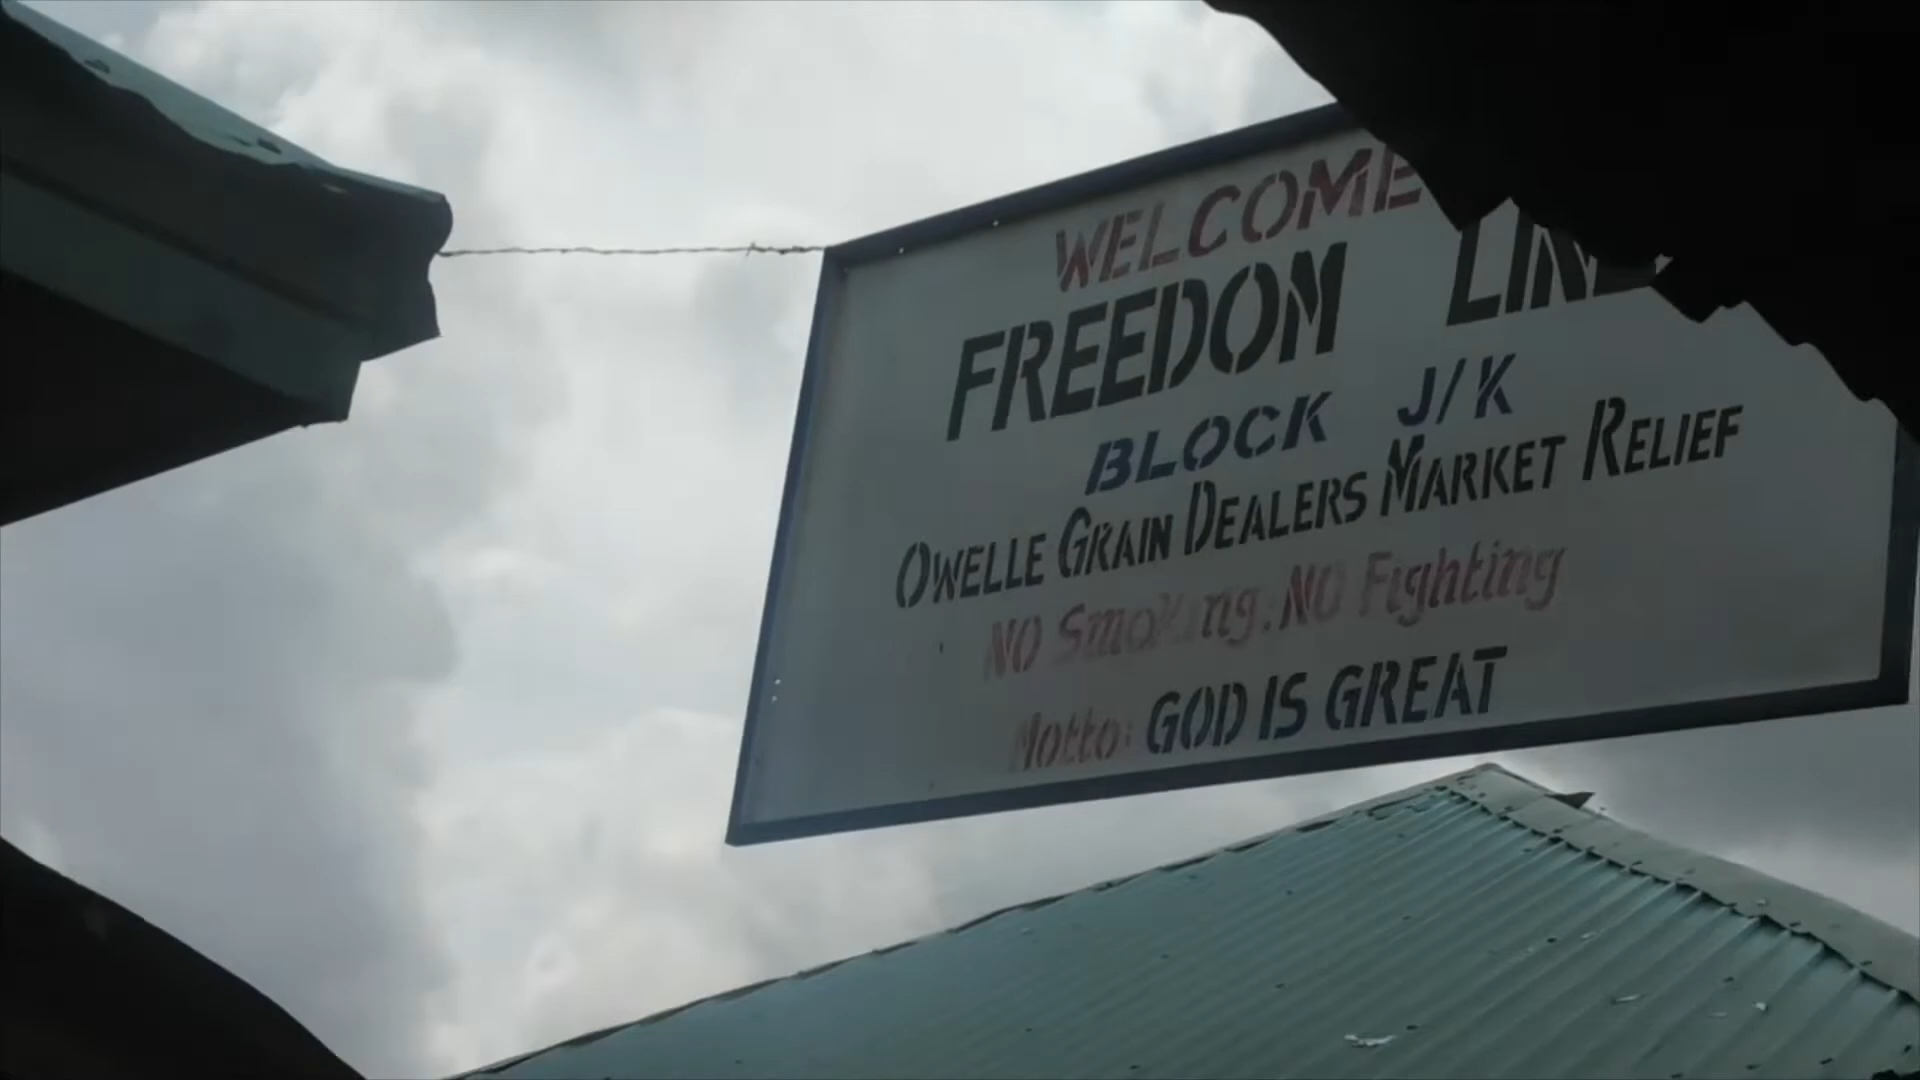 WELCOME
FREEDOM LINE
BLOCK J/K
OWELLE GRAIN DEALERS MARKET RELIEF
NO Smoking. NO Fighting
Motto: GOD IS GREAT